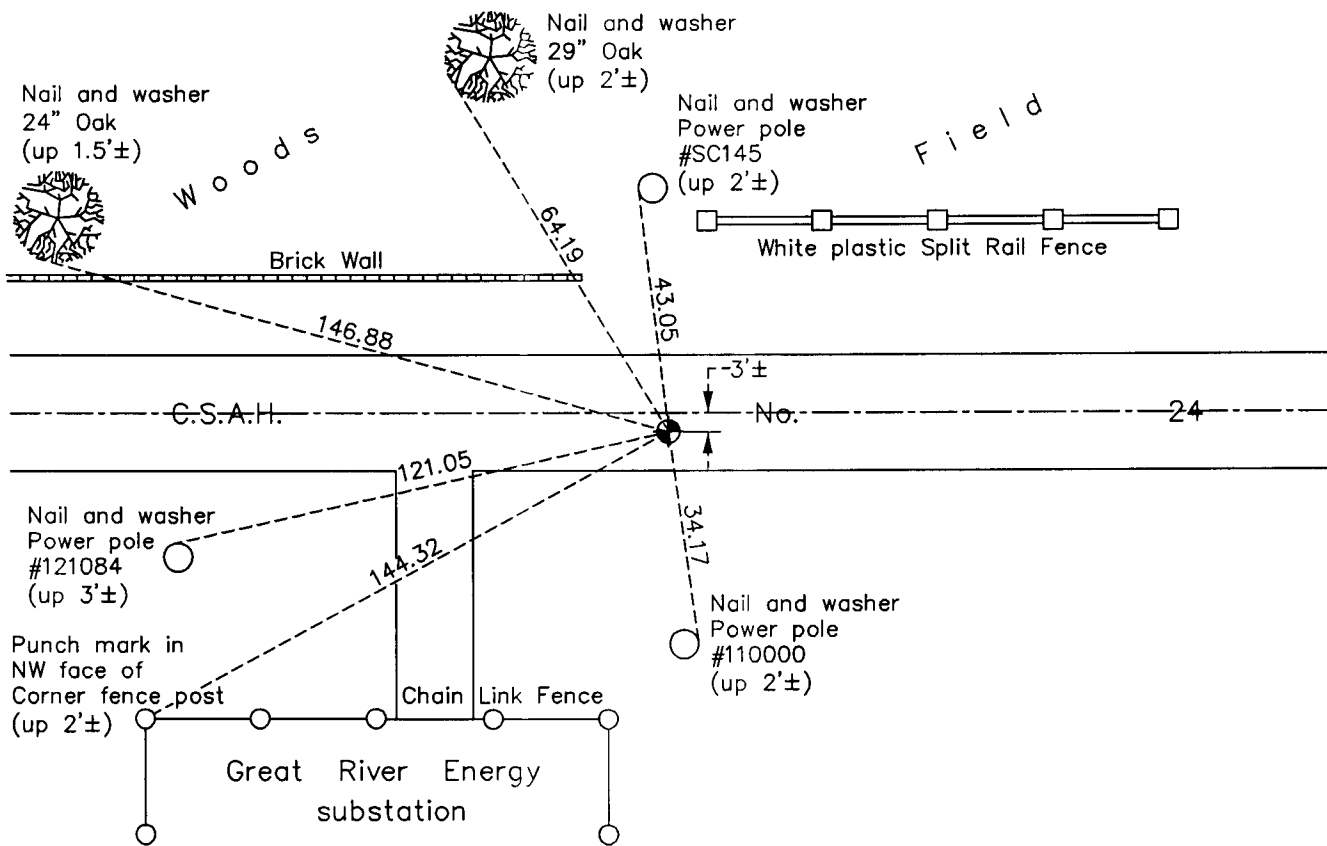 Nail and washer
29" Oak
(up 2'±)
Nail and washer
24" Oak
(up 1.5'±)
Woods
Nail and washer
Power pole
#SC145
(up 2'±)
Field
64.19
43.05
White plastic Split Rail Fence
Brick Wall
146.88
3'±
C.S.A.H. No. 24
121.05
34.17
144.32
Nail and washer
Power pole
#121084
(up 3'±)
Nail and washer
Power pole
#110000
(up 2'±)
Punch mark in
NW face of
Corner fence post
(up 2'±)
Chain Link Fence
Great River Energy
substation